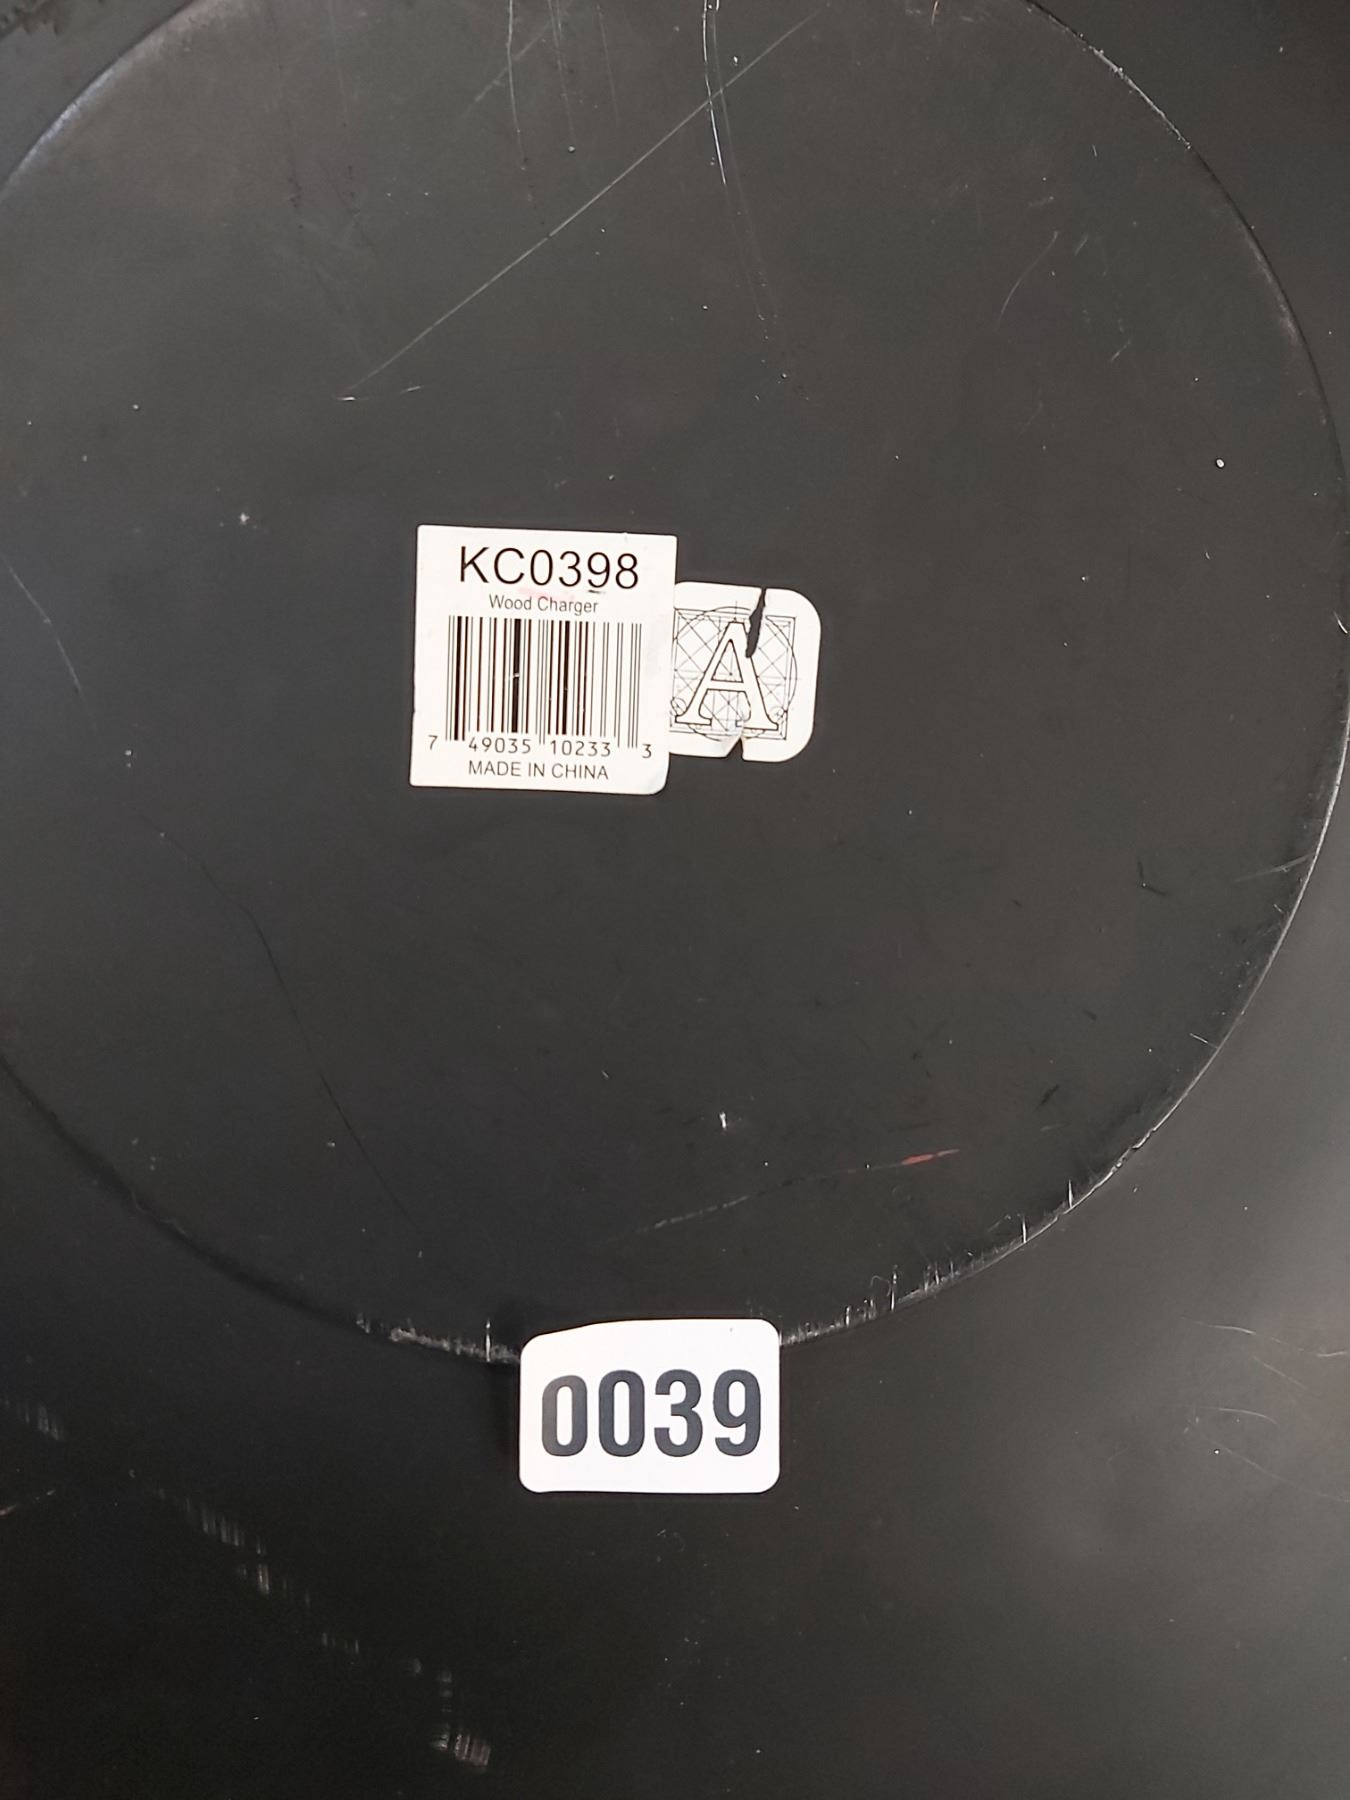 KC0398
Wood Charger
A
7 49035 10233 3
MADE IN CHINA
0039